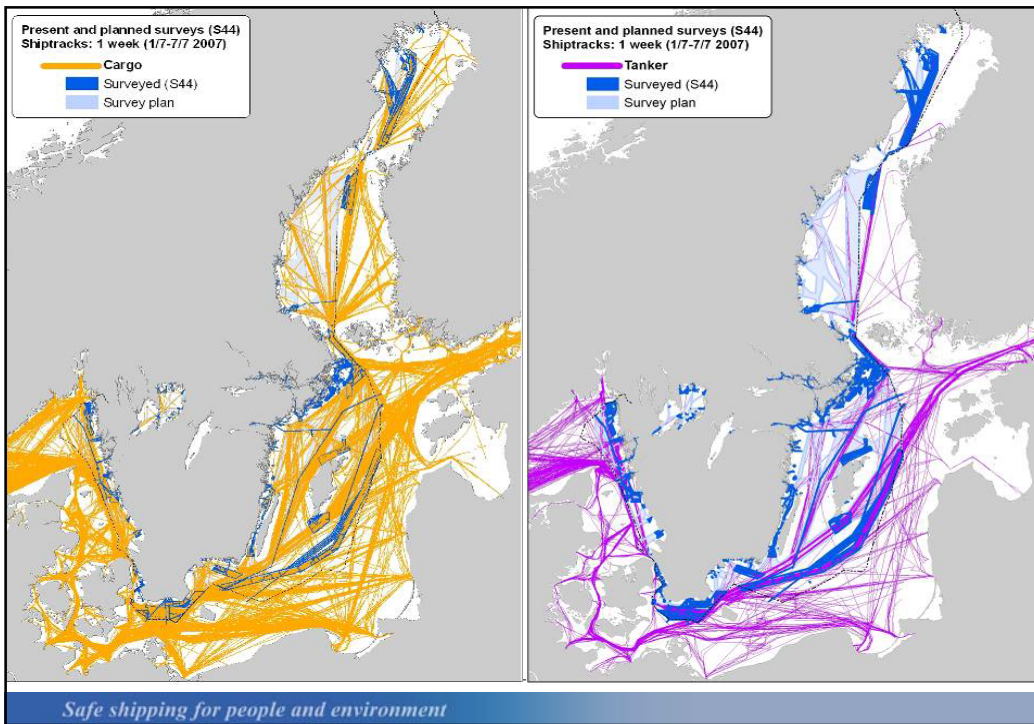 Present and planned surveys (S44)
Shiptracks: 1 week (1/7-7/7 2007)
Cargo
Surveyed (S44)
Survey plan
Present and planned surveys (S44)
Shiptracks: 1 week (1/7-7/7 2007)
Tanker
Surveyed (S44)
Survey plan
Safe shipping for people and environment